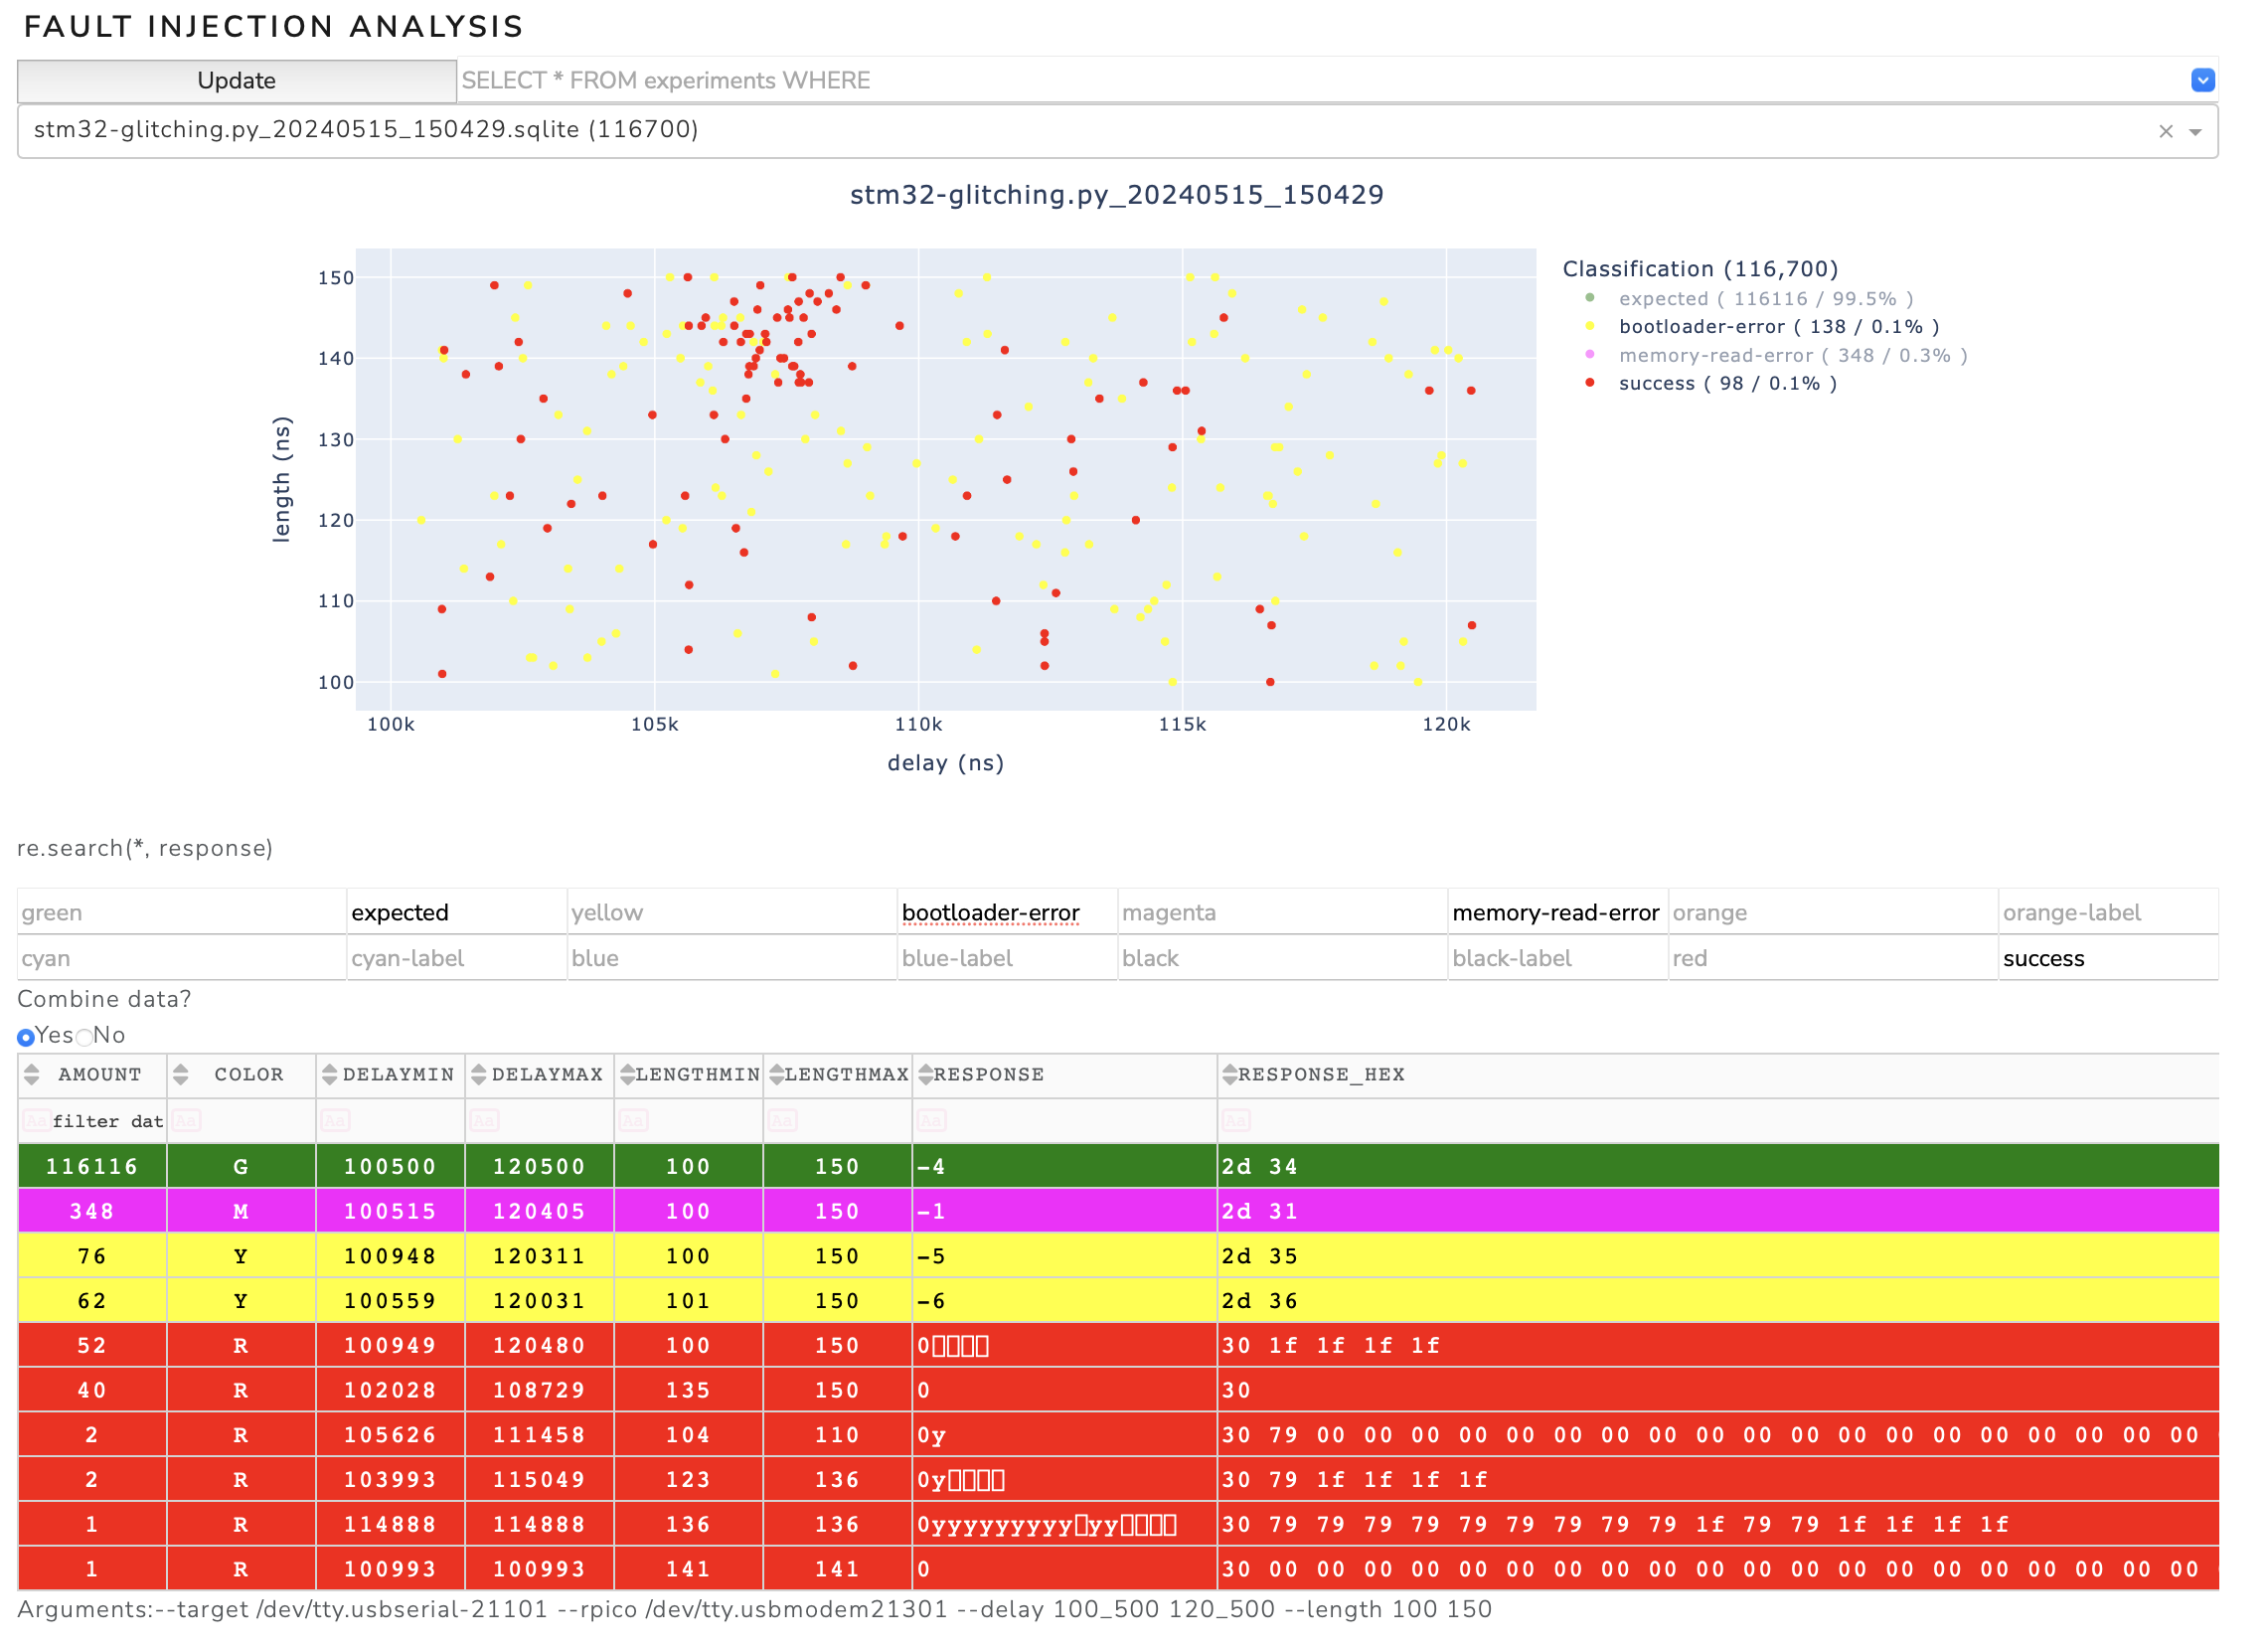 FAULT INJECTION ANALYSIS
Update SELECT * FROM experiments WHERE
stm32-glitching.py_20240515_150429.sqlite (116700)
stm32-glitching.py_20240515_150429
Classification (116,700)
expected ( 116116 / 99.5% )
bootloader-error ( 138 / 0.1% )
memory-read-error ( 348 / 0.3% )
success ( 98 / 0.1% )
length (ns)
150
140
130
120
110
100
100k 105k 110k 115k 120k
delay (ns)
re.search(*, response)
green expected yellow bootloader-error magenta memory-read-error orange orange-label
cyan cyan-label blue blue-label black black-label red success
Combine data?
Yes No
AMOUNT COLOR DELAYMIN DELAYMAX LENGTHMIN LENGTHMAX RESPONSE RESPONSE_HEX
Aa filter dat Aa Aa Aa Aa Aa Aa Aa
116116 G 100500 120500 100 150 -4 2d 34
348 M 100515 120405 100 150 -1 2d 31
76 Y 100948 120311 100 150 -5 2d 35
62 Y 100559 120031 101 150 -6 2d 36
52 R 100949 120480 100 150 0▯▯▯▯ 30 1f 1f 1f 1f
40 R 102028 108729 135 150 0 30
2 R 105626 111458 104 110 0y 30 79 00 00 00 00 00 00 00 00 00 00 00 00 00 00 00 00 00 00 00
2 R 103993 115049 123 136 0y▯▯▯▯ 30 79 1f 1f 1f 1f
1 R 114888 114888 136 136 0yyyyyyyyy▯yy▯▯▯▯ 30 79 79 79 79 79 79 79 79 79 1f 79 79 1f 1f 1f 1f
1 R 100993 100993 141 141 0 30 00 00 00 00 00 00 00 00 00 00 00 00 00 00 00 00 00 00 00 00
Arguments:--target /dev/tty.usbserial-21101 --rpico /dev/tty.usbmodem21301 --delay 100_500 120_500 --length 100 150